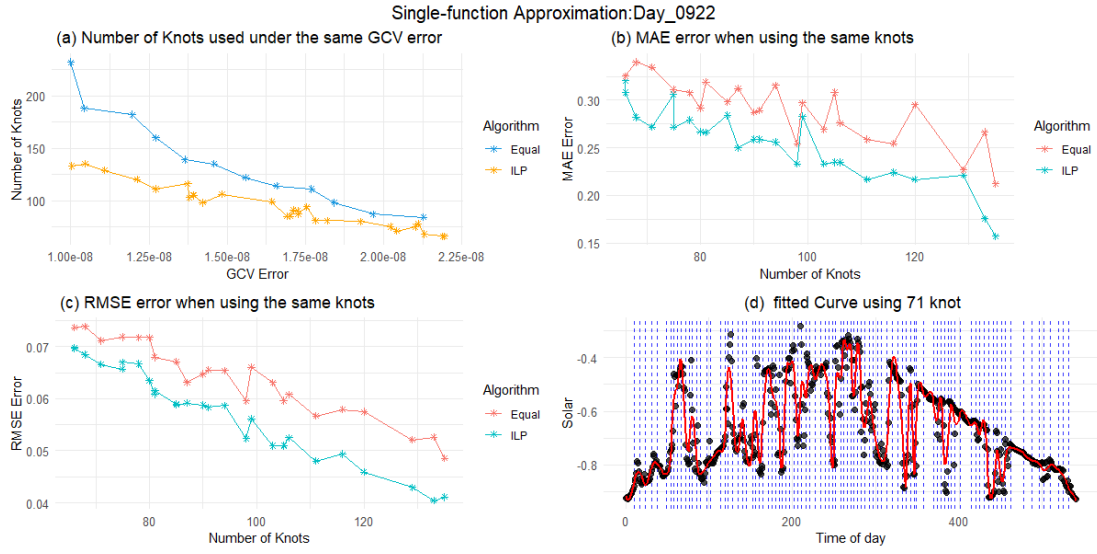 Single-function Approximation:Day_0922
(a) Number of Knots used under the same GCV error
Number of Knots
200
150
100
1.00e-08 1.25e-08 1.50e-08 1.75e-08 2.00e-08 2.25e-08
GCV Error
Algorithm
Equal
ILP
(b) MAE error when using the same knots
MAE Error
0.30
0.25
0.20
0.15
80 100 120
Number of Knots
Algorithm
Equal
ILP
(c) RMSE error when using the same knots
RMSE Error
0.07
0.06
0.05
0.04
80 100 120
Number of Knots
Algorithm
Equal
ILP
(d) fitted Curve using 71 knot
Solar
-0.4
-0.6
-0.8
0 200 400
Time of day